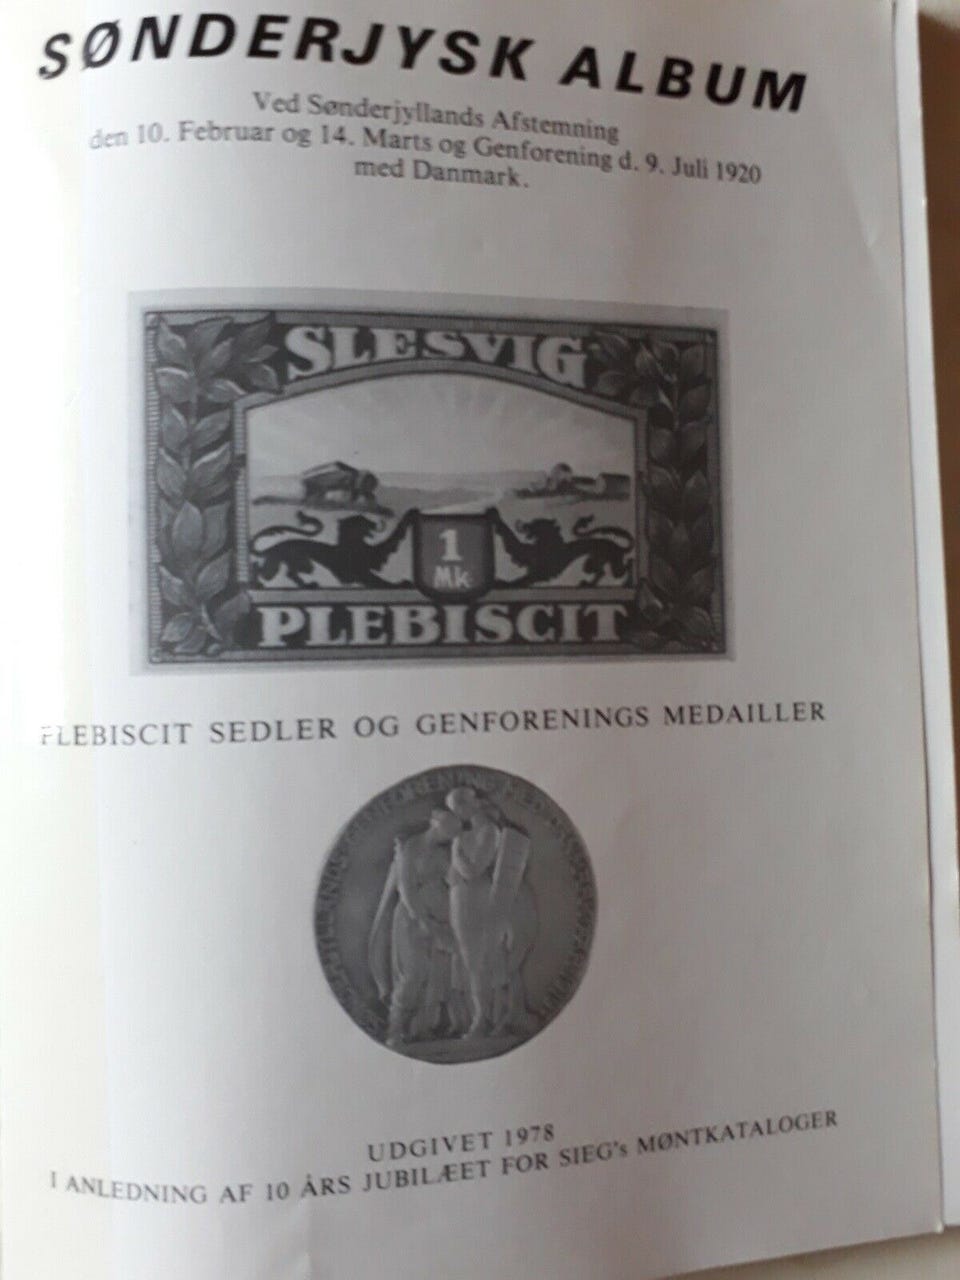 SØNDERJYSK ALBUM
Ved Sønderjyllands Afstemning
den 10. Februar og 14. Marts og Genforening d. 9. Juli 1920
med Danmark.
SLESVIG
1
Mk
PLEBISCIT
PLEBISCIT SEDLER OG GENFORENINGS MEDAILLER
UDGIVET 1978
I ANLEDNING AF 10 ÅRS JUBILÆET FOR SIEG's MØNTKATALOGER